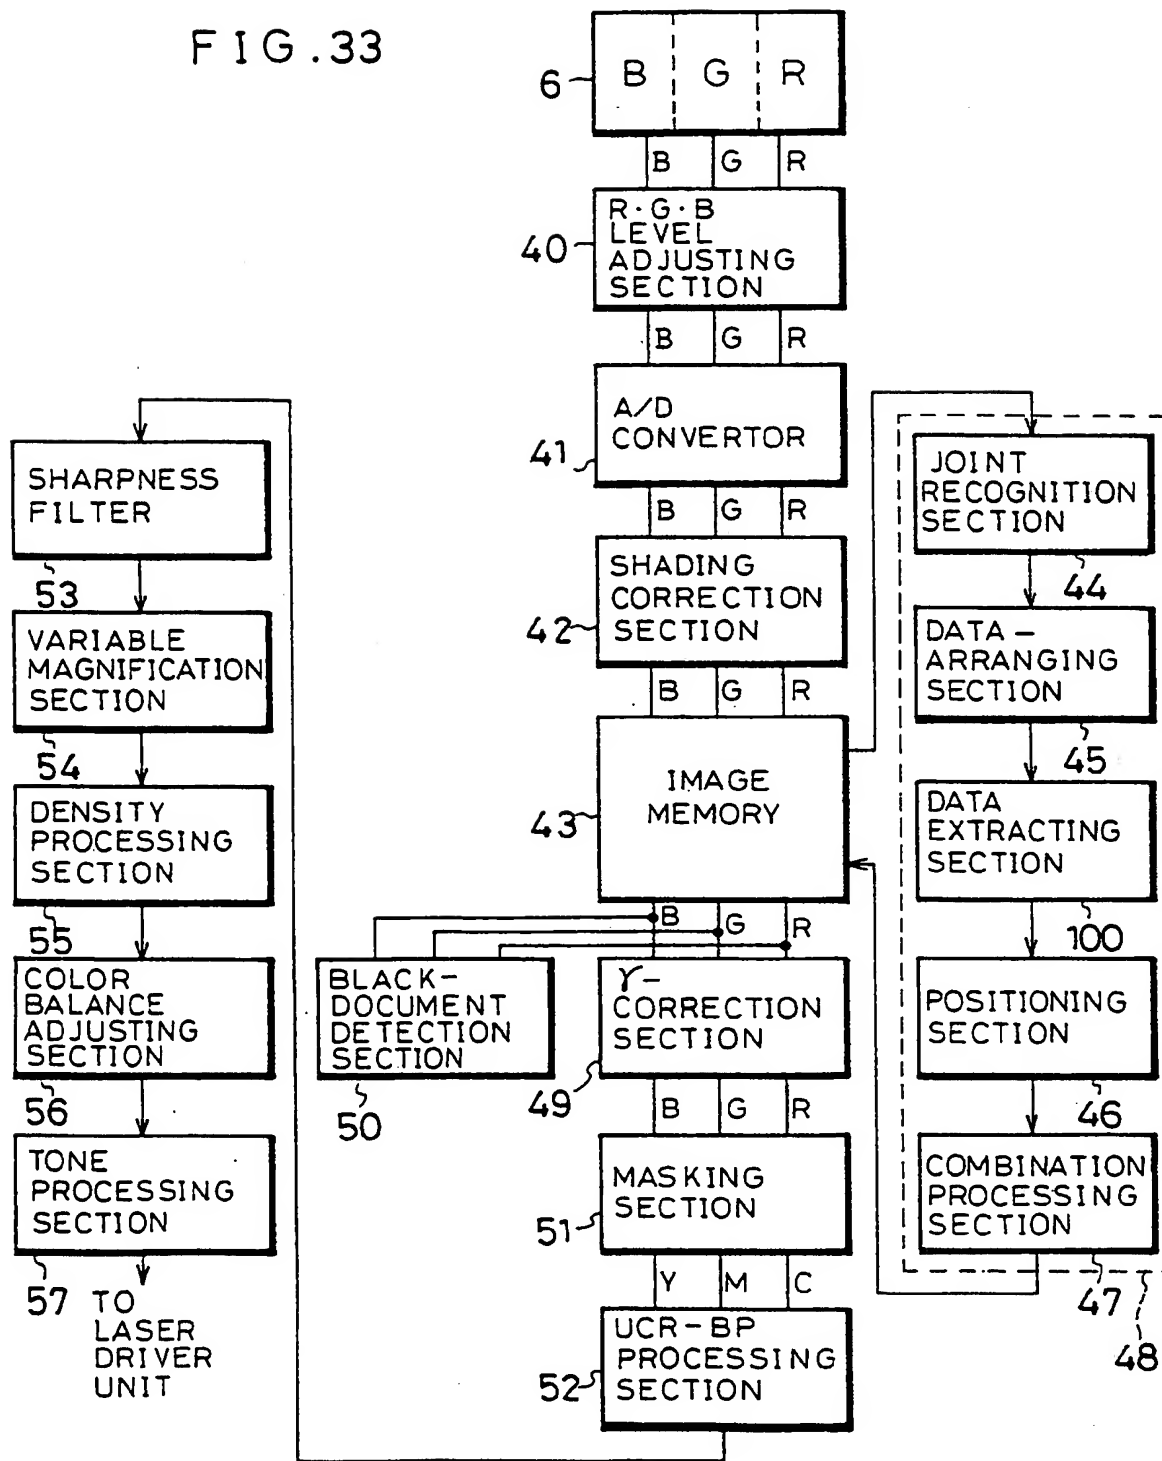 FIG.33
B G R
6
B G R
R·G·B
LEVEL
ADJUSTING
SECTION
40
B G R
A/D
CONVERTOR
41
B G R
SHADING
CORRECTION
SECTION
42
B G R
IMAGE
MEMORY
43
B G R
BLACK-
DOCUMENT
DETECTION
SECTION
50
γ-
CORRECTION
SECTION
49
B G R
MASKING
SECTION
51
Y M C
UCR-BP
PROCESSING
SECTION
52
JOINT
RECOGNITION
SECTION
44
DATA-
ARRANGING
SECTION
45
DATA
EXTRACTING
SECTION
100
POSITIONING
SECTION
46
COMBINATION
PROCESSING
SECTION
47
48
SHARPNESS
FILTER
53
VARIABLE
MAGNIFICATION
SECTION
54
DENSITY
PROCESSING
SECTION
55
COLOR
BALANCE
ADJUSTING
SECTION
56
TONE
PROCESSING
SECTION
57
TO
LASER
DRIVER
UNIT